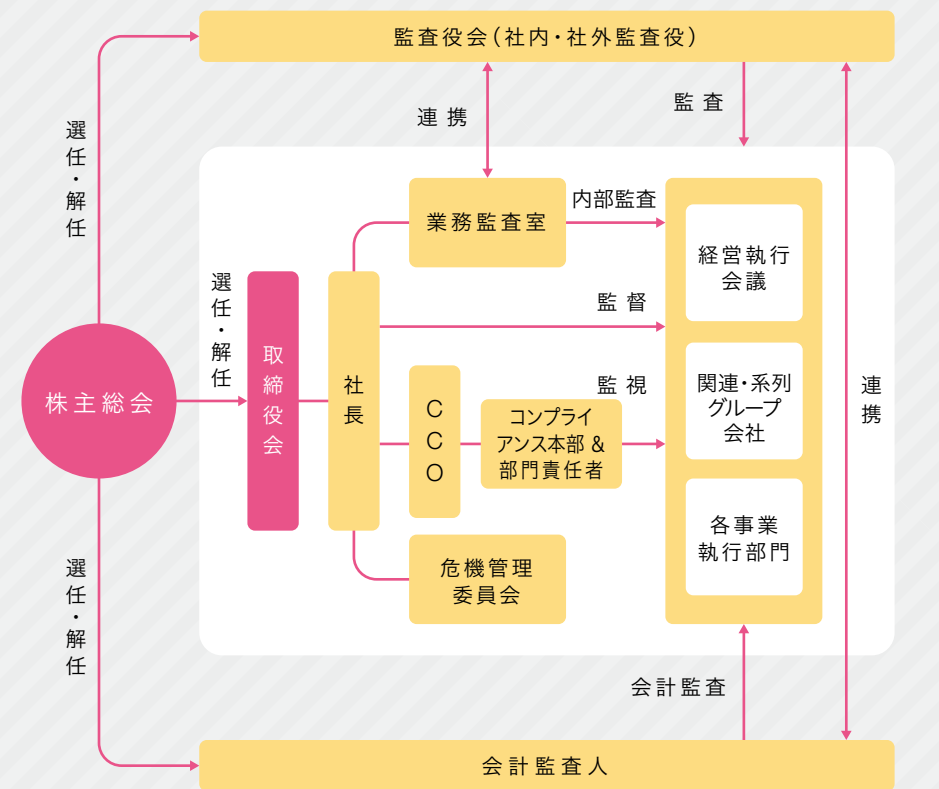 監査役会（社内・社外監査役）
選任・解任
連携
監査
業務監査室
内部監査
経営執行
会議
選任・解任
監督
株主総会
取締役会
社長
CCO
監視
コンプライ
アンス本部 &
部門責任者
関連・系列
グループ
会社
連携
各事業
執行部門
危機管理
委員会
選任・解任
会計監査
会計監査人